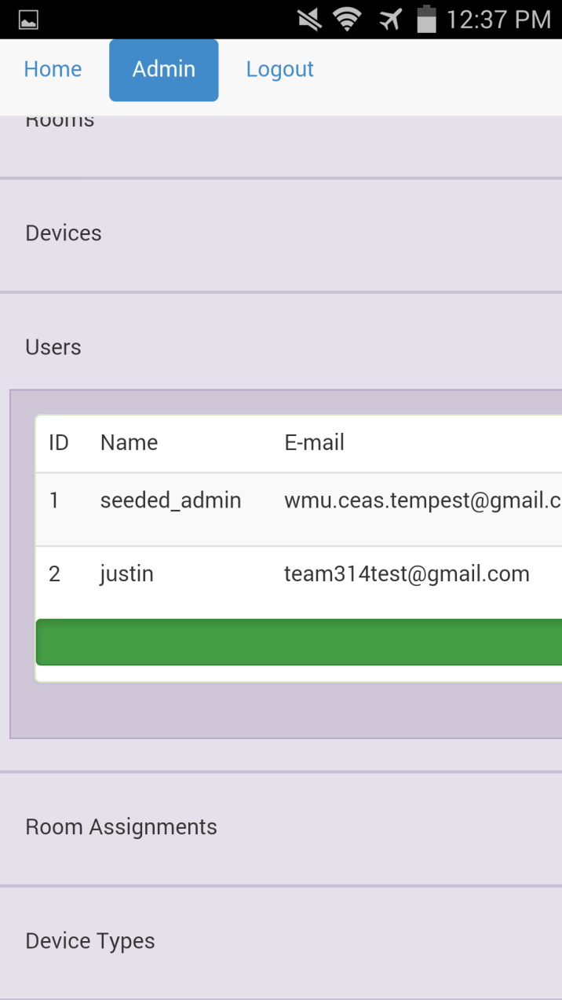 12:37 PM
Home Admin Logout
Rooms
Devices
Users
ID Name E-mail
1 seeded_admin wmu.ceas.tempest@gmail.c
2 justin team314test@gmail.com
Room Assignments
Device Types